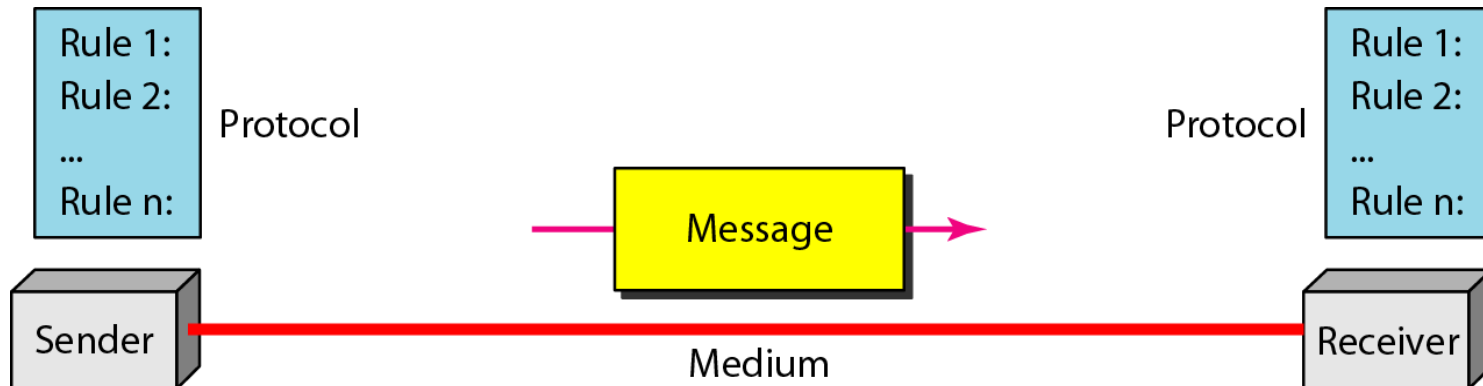 Rule 1:
Rule 2:
...
Rule n:
Protocol
Message
Protocol
Rule 1:
Rule 2:
...
Rule n:
Sender
Medium
Receiver